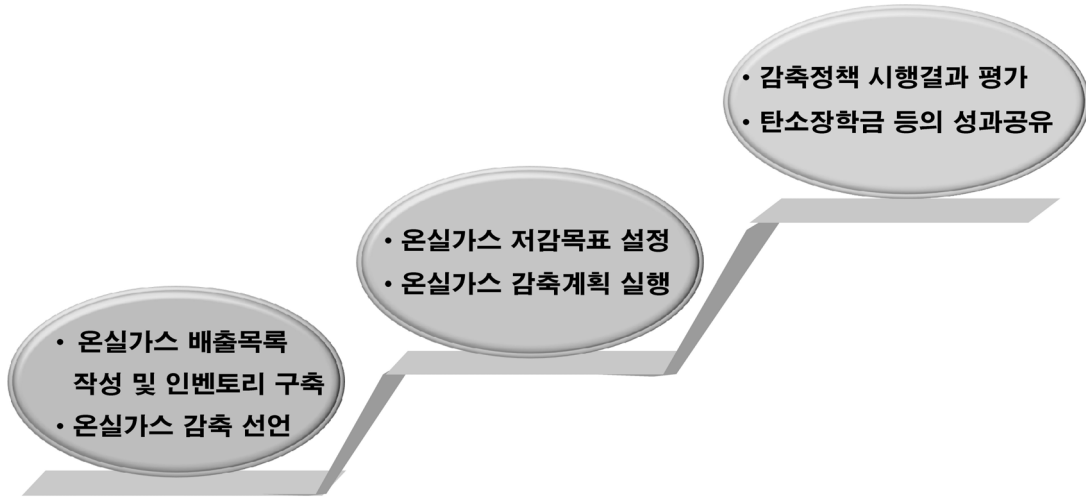 • 감축정책 시행결과 평가
• 탄소장학금 등의 성과공유
• 온실가스 저감목표 설정
• 온실가스 감축계획 실행
• 온실가스 배출목록
작성 및 인벤토리 구축
• 온실가스 감축 선언